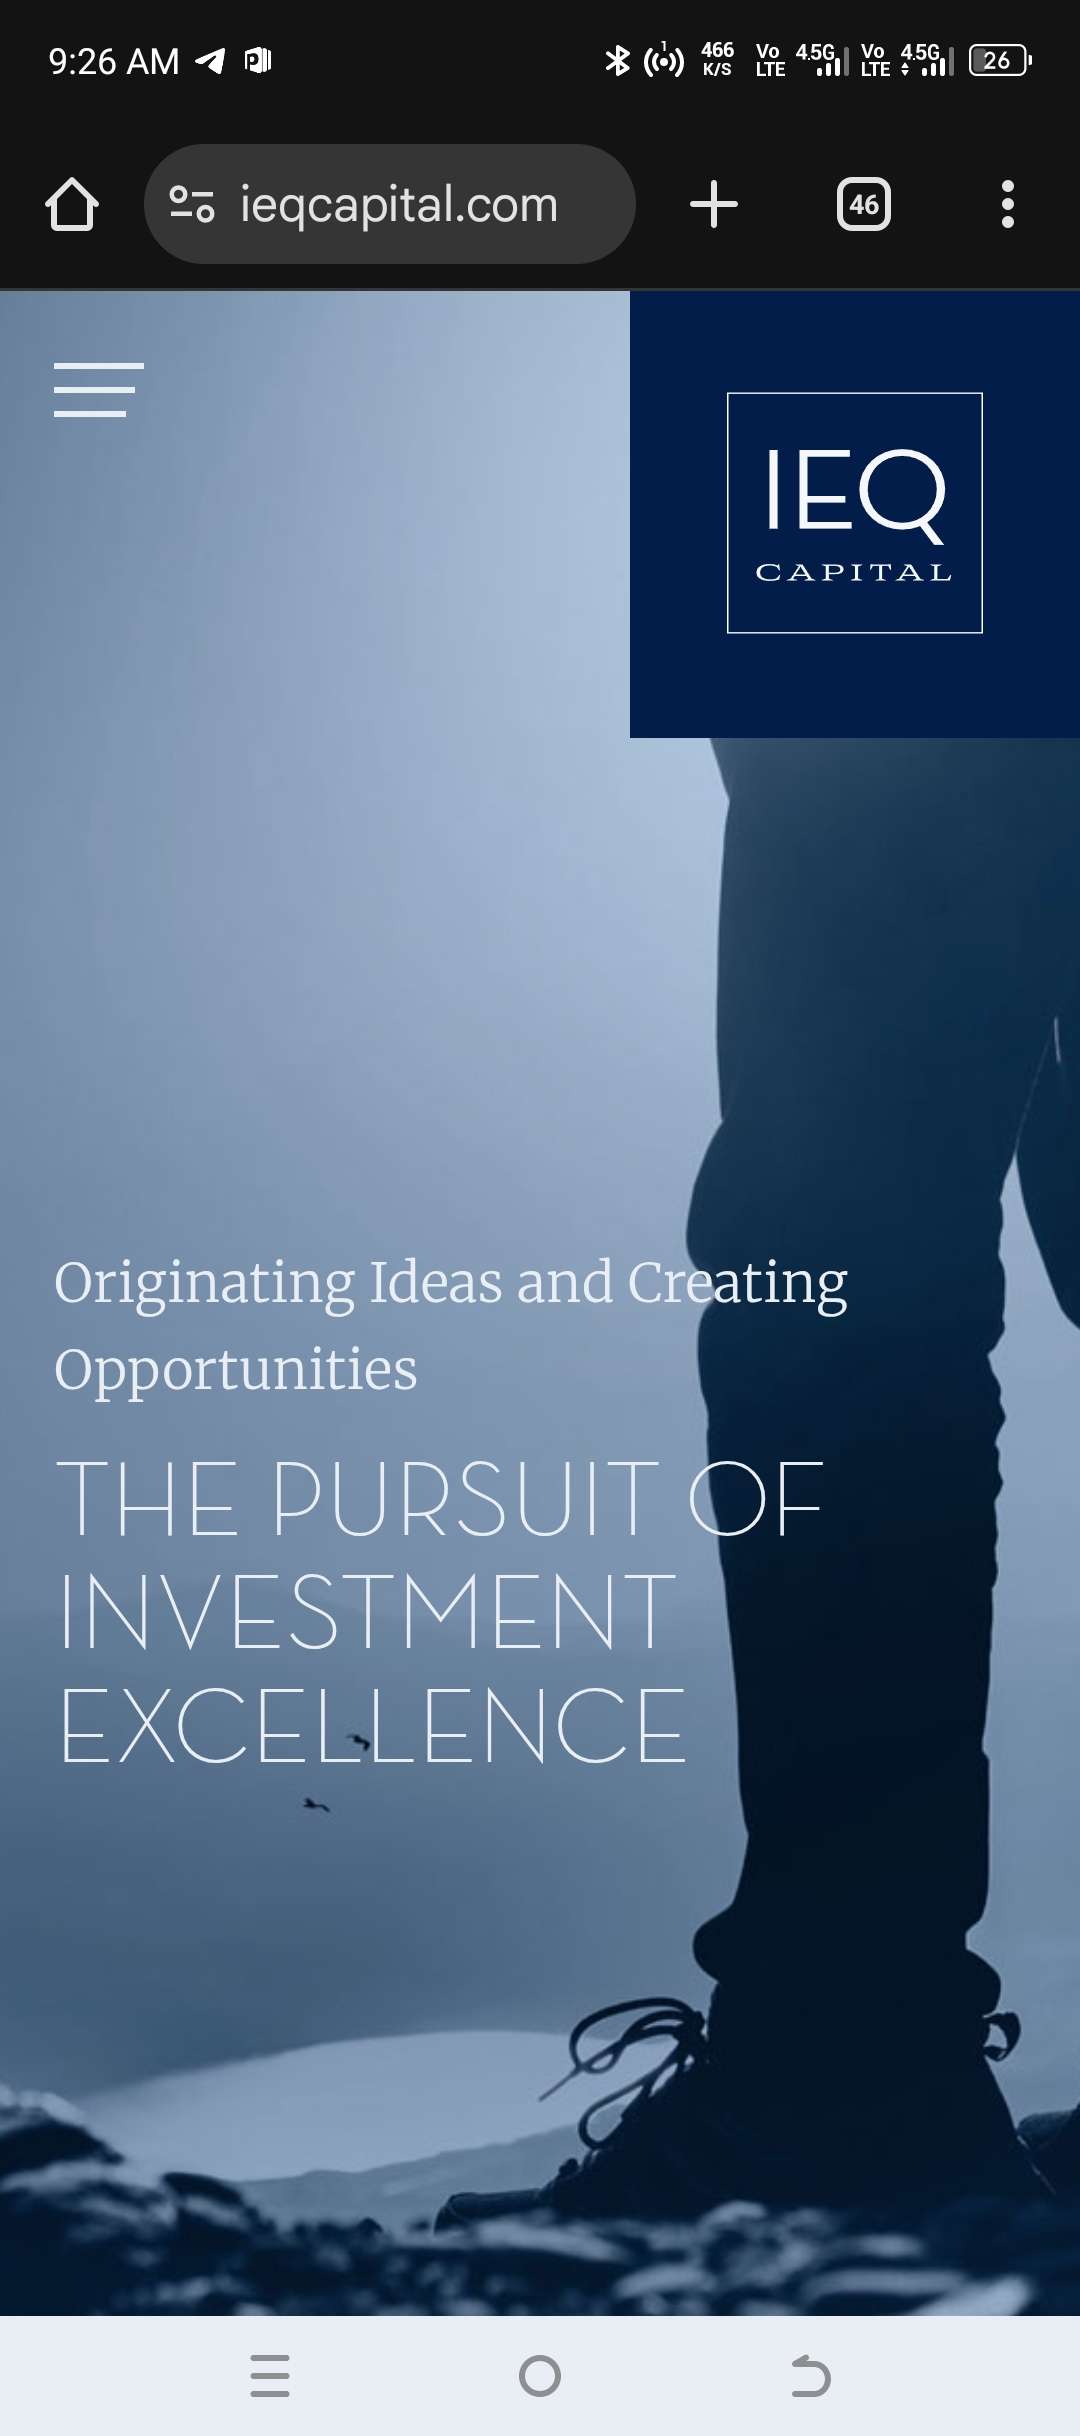 9:26 AM
1
466
K/S
Vo
LTE
4.5G
Vo
LTE
4.5G
26
ieqcapital.com
46
IEQ
CAPITAL
Originating Ideas and Creating
Opportunities
THE PURSUIT OF
INVESTMENT
EXCELLENCE